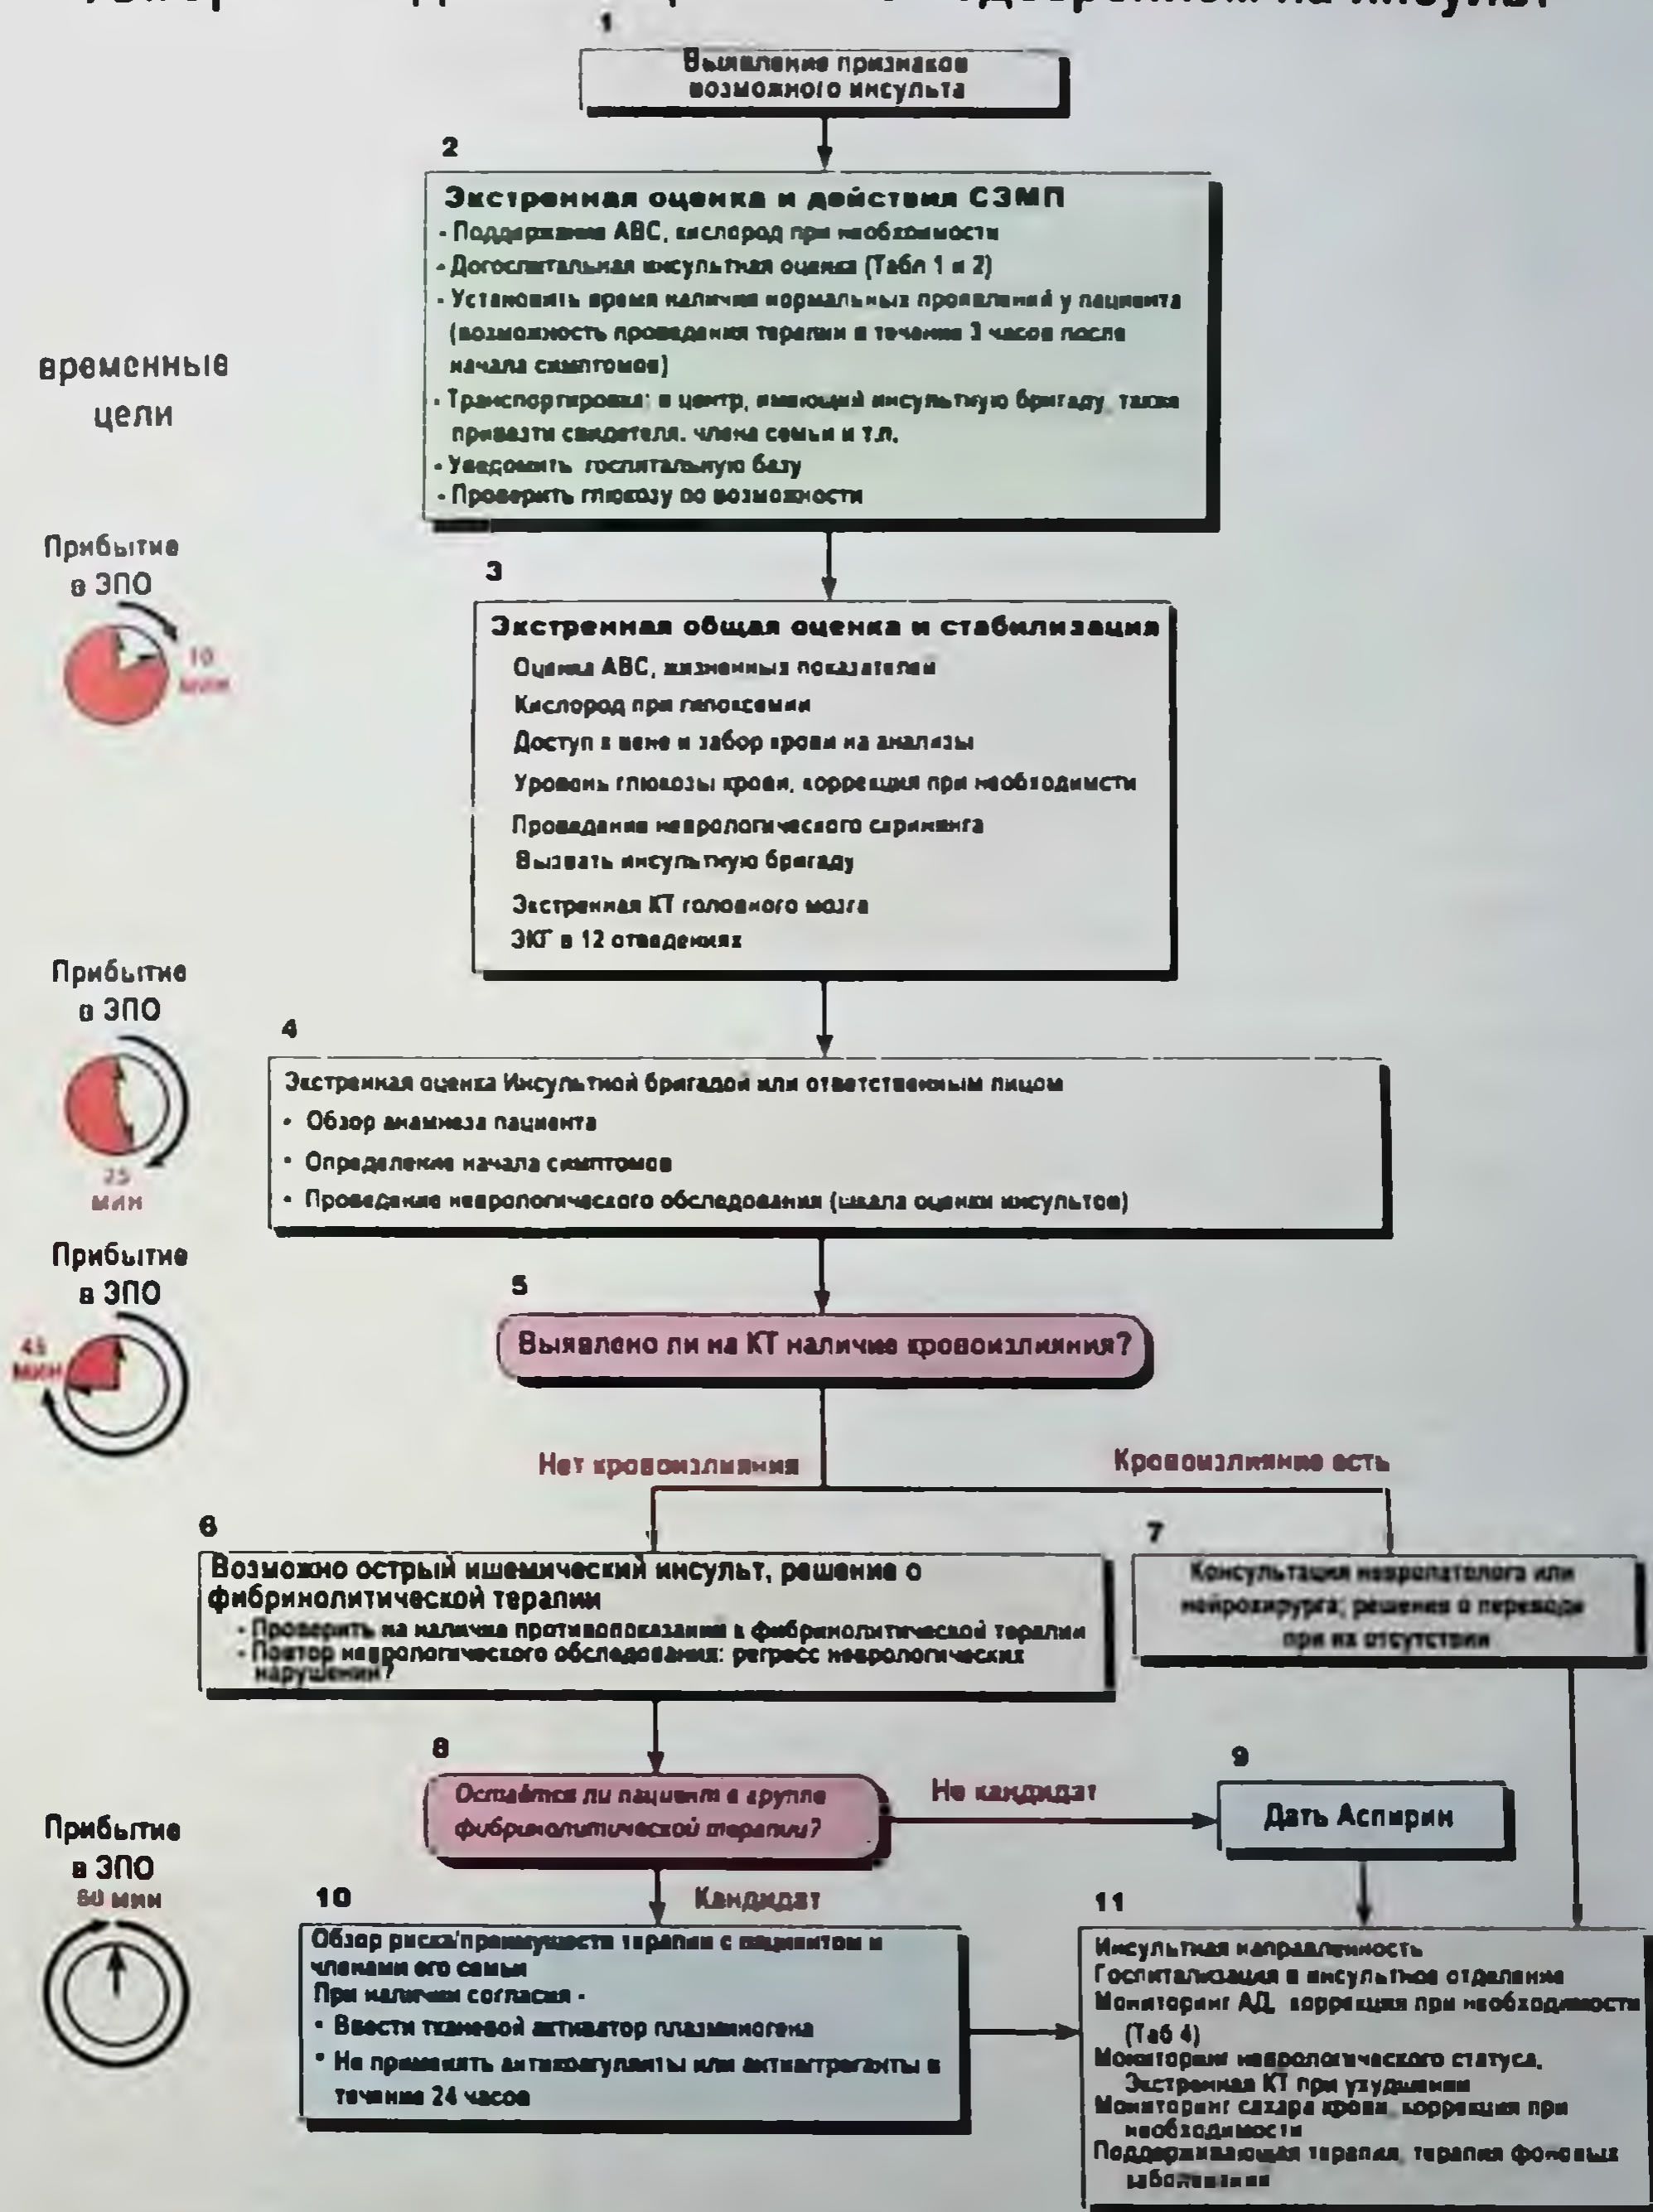 на инсульт
1
Выявление признаков
возможного инсульта
2
Экстренная оценка и действия СЭМП
- Поддержание АВС, кислород при необхоимости
- Догоспитальная инсультная оценка (Табл 1 и 2)
- Установить время наличия нормальных проявлений у пациента
(возможность проведения терапии в течение 3 часов после
начала симптомов)
- Транспортировка; в центр, имеющий инсультную бригаду, также
привезти свидетеля. члена семьи и т.п.
- Уведомить госпитальную базу
- Проверить глюкозу по возможности
временные
цели
Прибытие
в ЭПО
10
мин
3
Экстренная общая оценка и стабилизация
Оценка АВС, жизненных показателей
Кислород при гипоксемии
Доступ к вене и забор крови на анализы
Уровень глюкозы крови, коррекция при необходимсти
Проведение неврологического скрининга
Вызвать инсультную бригаду
Экстренная КТ головного мозга
ЭКГ в 12 отведениях
Прибытие
в ЭПО
25
мин
4
Экстренная оценка Инсультной бригадой или ответственным лицом
• Обзор анамнеза пациента
• Определение начала симптомов
• Проведение неврологического обследования (шкала оценки инсультов)
Прибытие
в ЭПО
45
мин
5
Выявлено ли на КТ наличие кровоизлияния?
Нет кровоизлияния
Кровоизлияние есть
6
Возможно острый ишемический инсульт, решение о
фибринолитической терапии
- Проверить на наличие противопоказаний к фибринолитической терапии
- Повтор неврологического обследования: регресс неврологических
нарушений?
7
Консультация невропатолога или
нейрохирурга; решение о переводе
при их отсутствии
8
Остаётся ли пациент в группе
фибринолитической терапии?
Не кандидат
9
Дать Аспирин
Кандидат
Прибытие
в ЭПО
60 мин
10
Обзор риска/преимуществ терапии с пациентом и
членами его семьи
При наличии согласия -
• Ввести тканевой активатор плазминогена
• Не применять антикоагулянты или антиагреганты в
течение 24 часов
11
Инсультная направленность
Госпитализация в инсультное отделение
Мониторинг АД, коррекция при необходимости
(Таб 4)
Мониторинг неврологического статуса.
Экстренная КТ при ухудшении
Мониторинг сахара крови, коррекция при
необходимости
Поддерживающая терапия, терапия фоновых
заболеваний